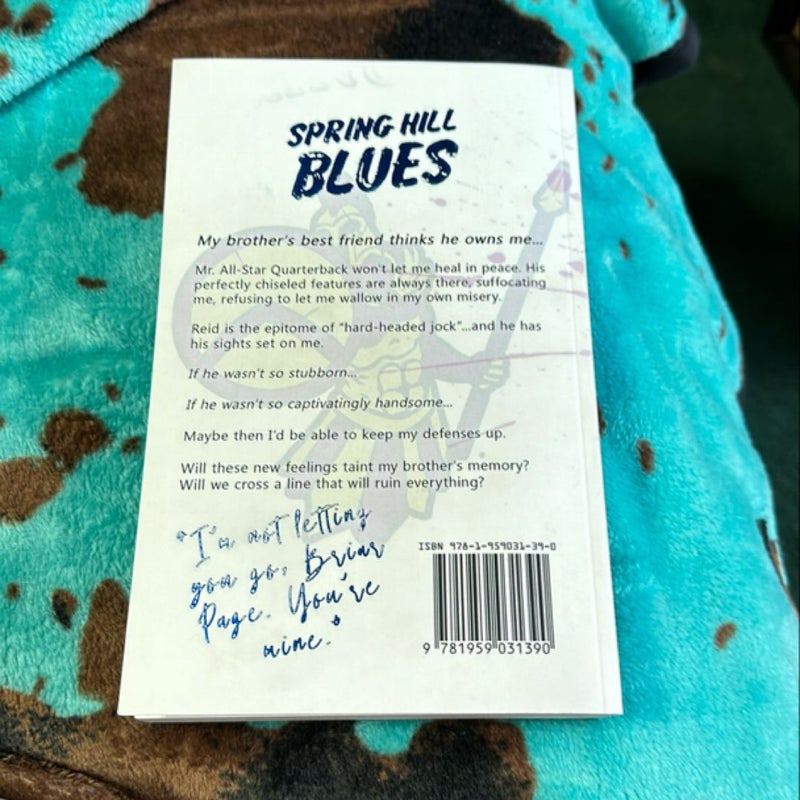 SPRING HILL
BLUES
My brother's best friend thinks he owns me...
Mr. All-Star Quarterback won't let me heal in peace. His
perfectly chiseled features are always there, suffocating
me, refusing to let me wallow in my own misery.
Reid is the epitome of "hard-headed jock"...and he has
his sights set on me.
If he wasn't so stubborn...
If he wasn't so captivatingly handsome...
Maybe then I'd be able to keep my defenses up.
Will these new feelings taint my brother's memory?
Will we cross a line that will ruin everything?
"I'm not letting
you go, Briar
Page. You're
mine."
ISBN 978-1-959031-39-0
9 781959 031390